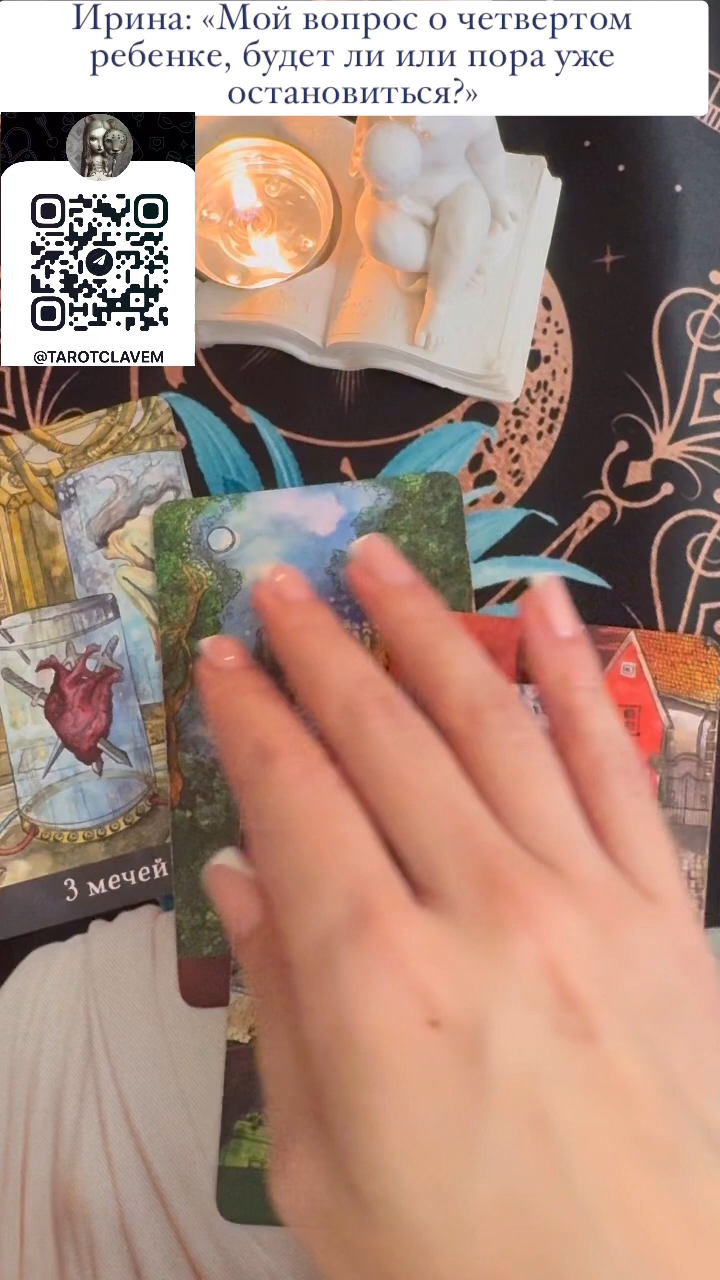 Ирина: «Мой вопрос о четвертом
ребенке, будет ли или пора уже
остановиться?»
@TAROTCLAVEM
3 мечей